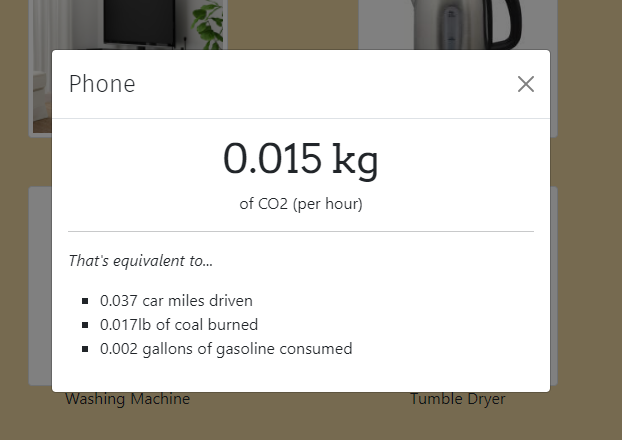 Phone
0.015 kg
of CO2 (per hour)
That's equivalent to...
0.037 car miles driven
0.017lb of coal burned
0.002 gallons of gasoline consumed
Washing Machine
Tumble Dryer